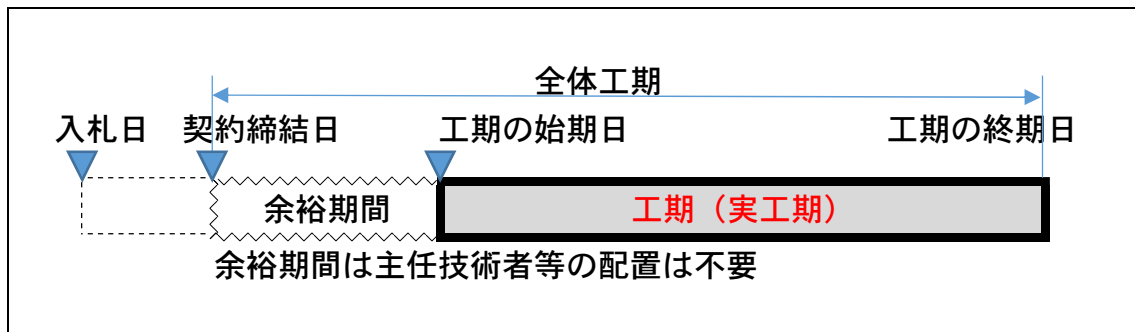 全体工期
入札日 契約締結日 工期の始期日 工期の終期日
余裕期間 工期（実工期）
余裕期間は主任技術者等の配置は不要